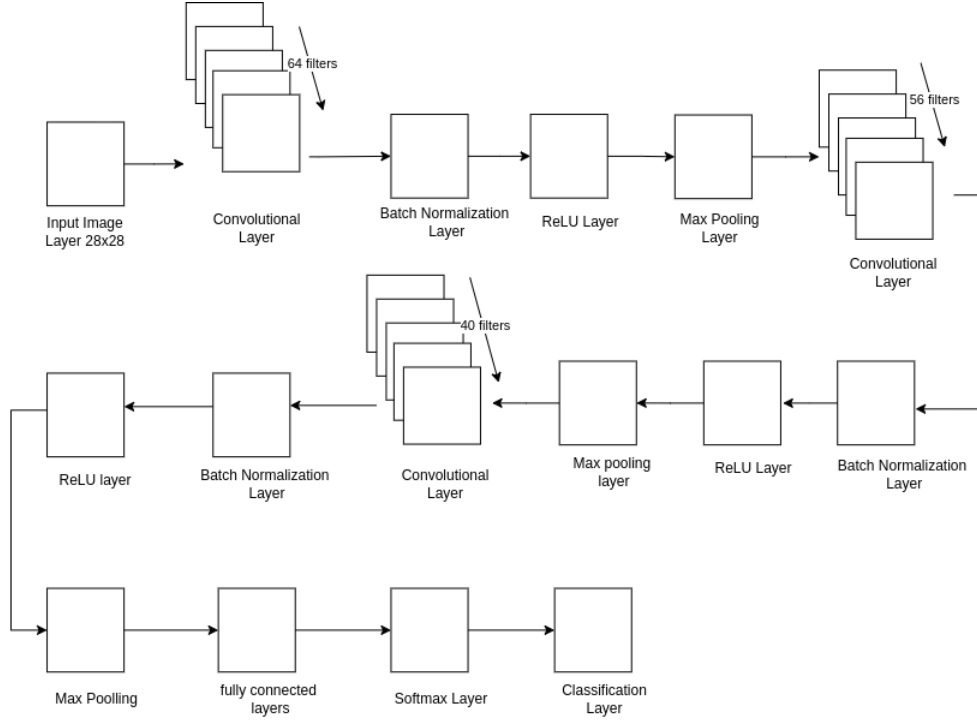 64 filters
56 filters
Input Image
Layer 28x28
Convolutional
Layer
Batch Normalization
Layer
ReLU Layer
Max Pooling
Layer
Convolutional
Layer
40 filters
ReLU layer
Batch Normalization
Layer
Convolutional
Layer
Max pooling
layer
ReLU Layer
Batch Normalization
Layer
Max Poolling
fully connected
layers
Softmax Layer
Classification
Layer